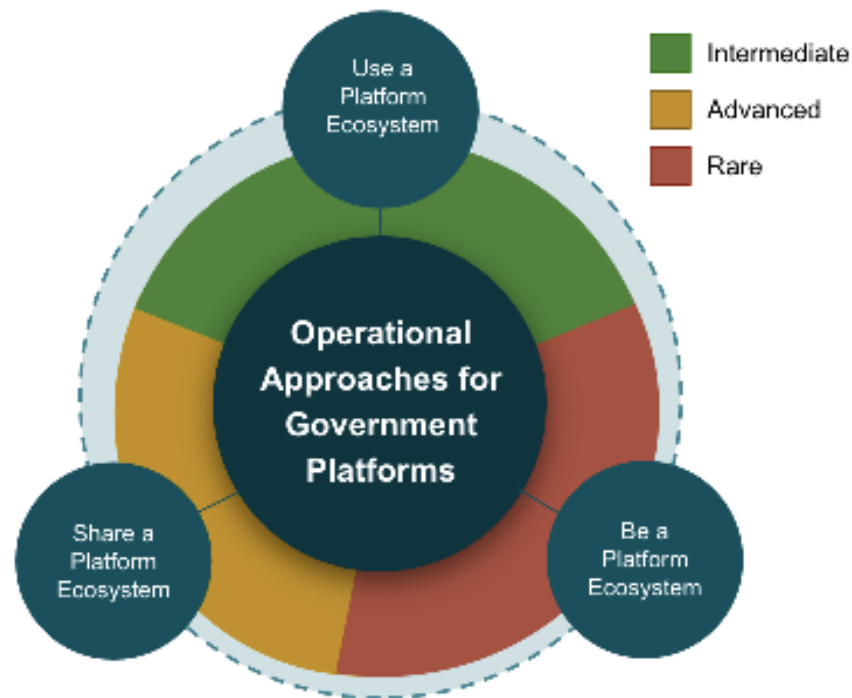 Use a
Platform
Ecosystem
Intermediate
Advanced
Rare
Operational
Approaches for
Government
Platforms
Share a
Platform
Ecosystem
Be a
Platform
Ecosystem